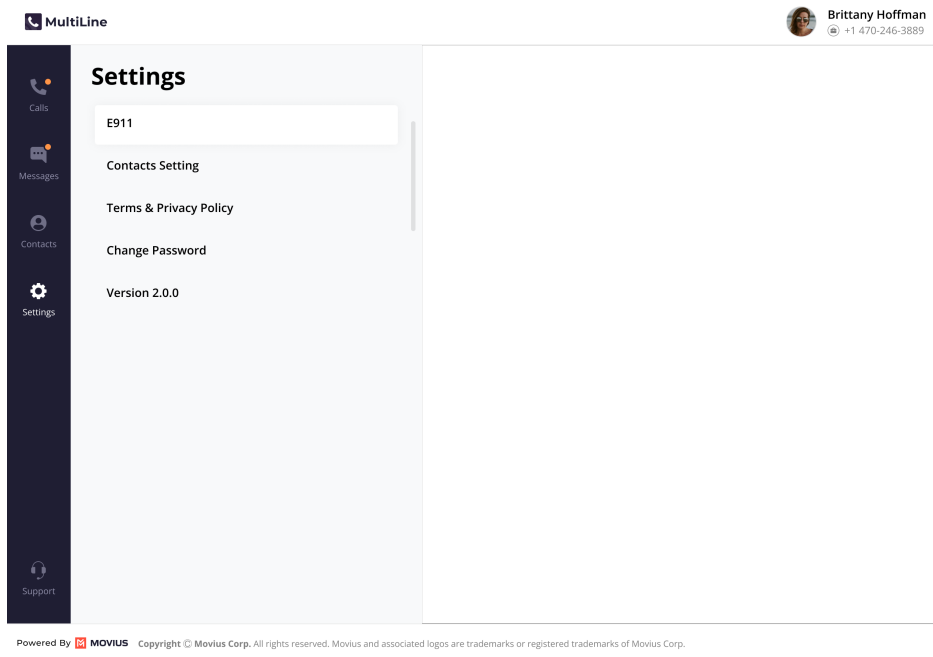 MultiLine
Brittany Hoffman
+1 470-246-3889
Calls
Messages
Contacts
Settings
Support
Settings
E911
Contacts Setting
Terms & Privacy Policy
Change Password
Version 2.0.0
Powered By MOVIUS Copyright © Movius Corp. All rights reserved. Movius and associated logos are trademarks or registered trademarks of Movius Corp.